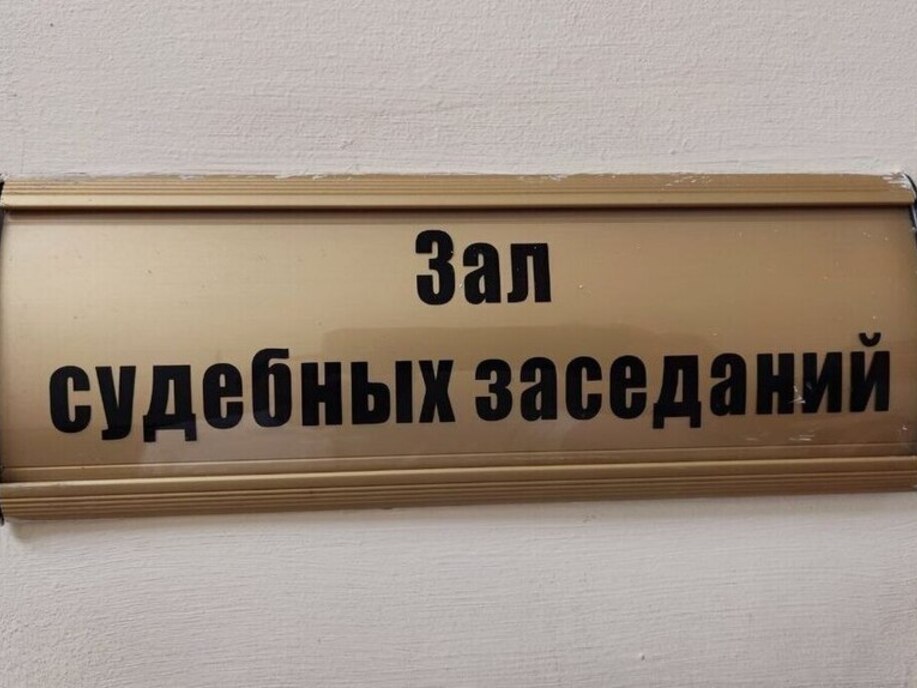 Зал
судебных заседаний